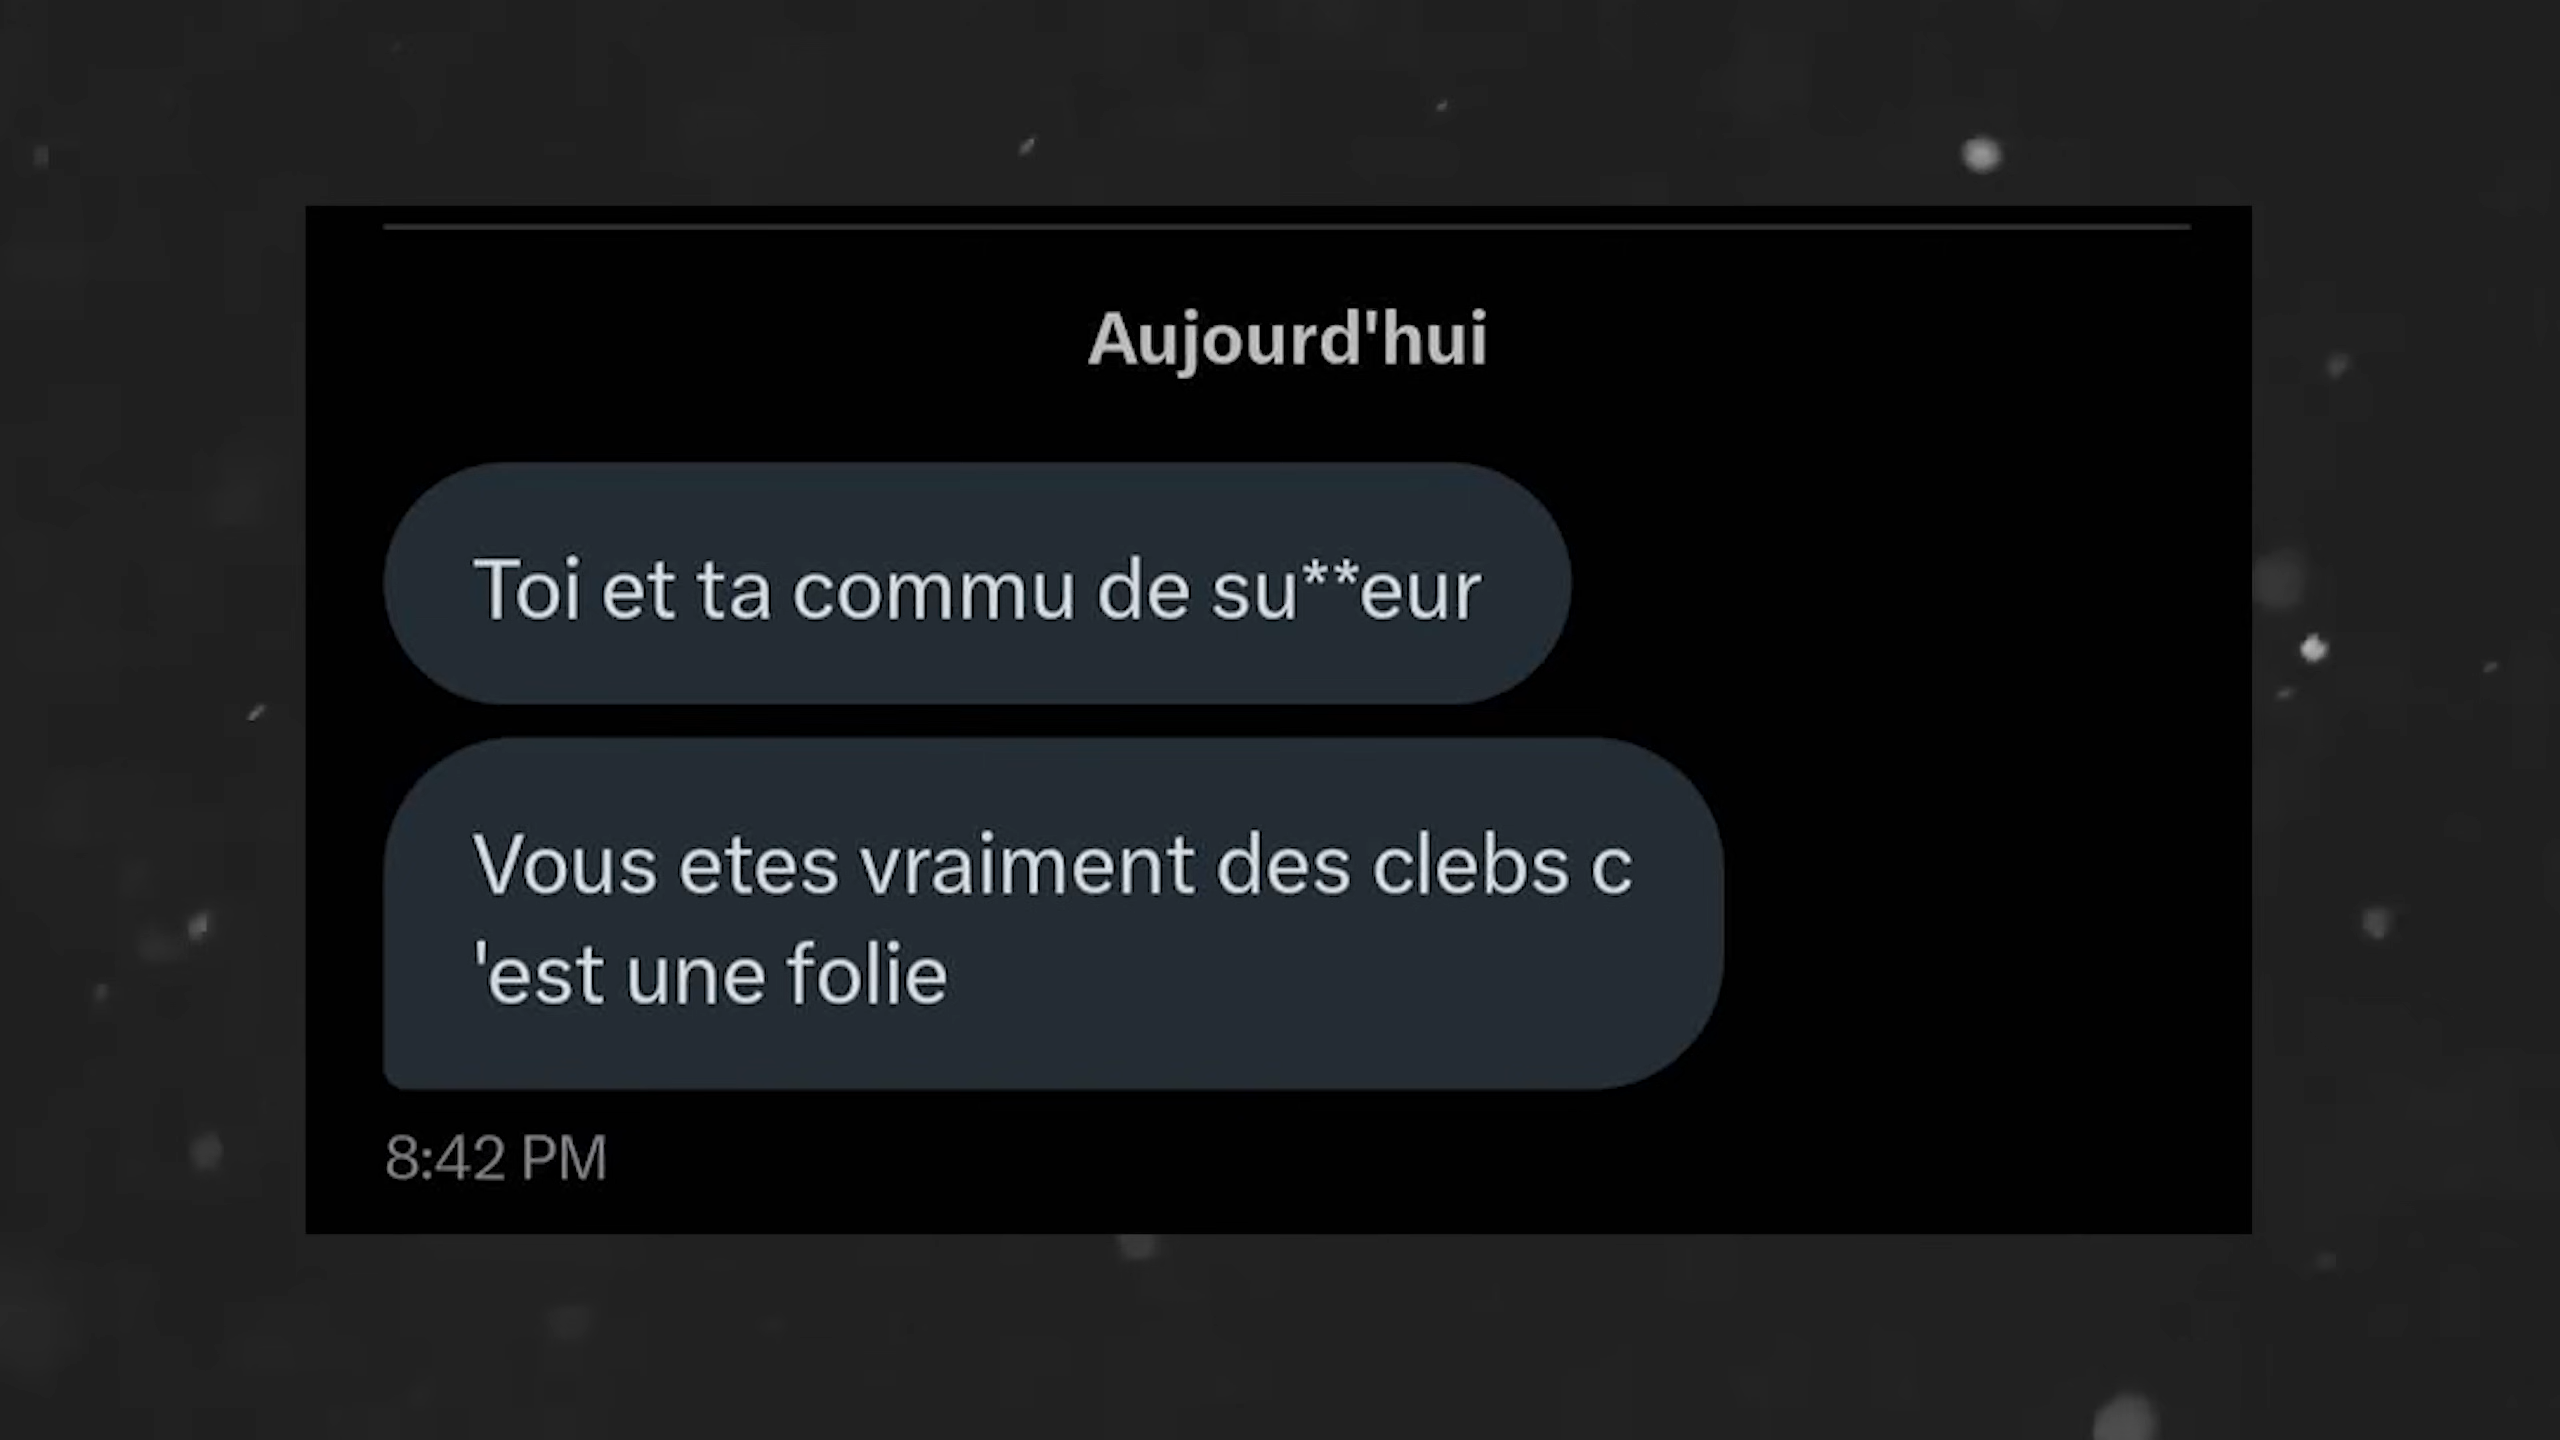 Aujourd'hui
Toi et ta commu de su**eur
Vous etes vraiment des clebs c
'est une folie
8:42 PM